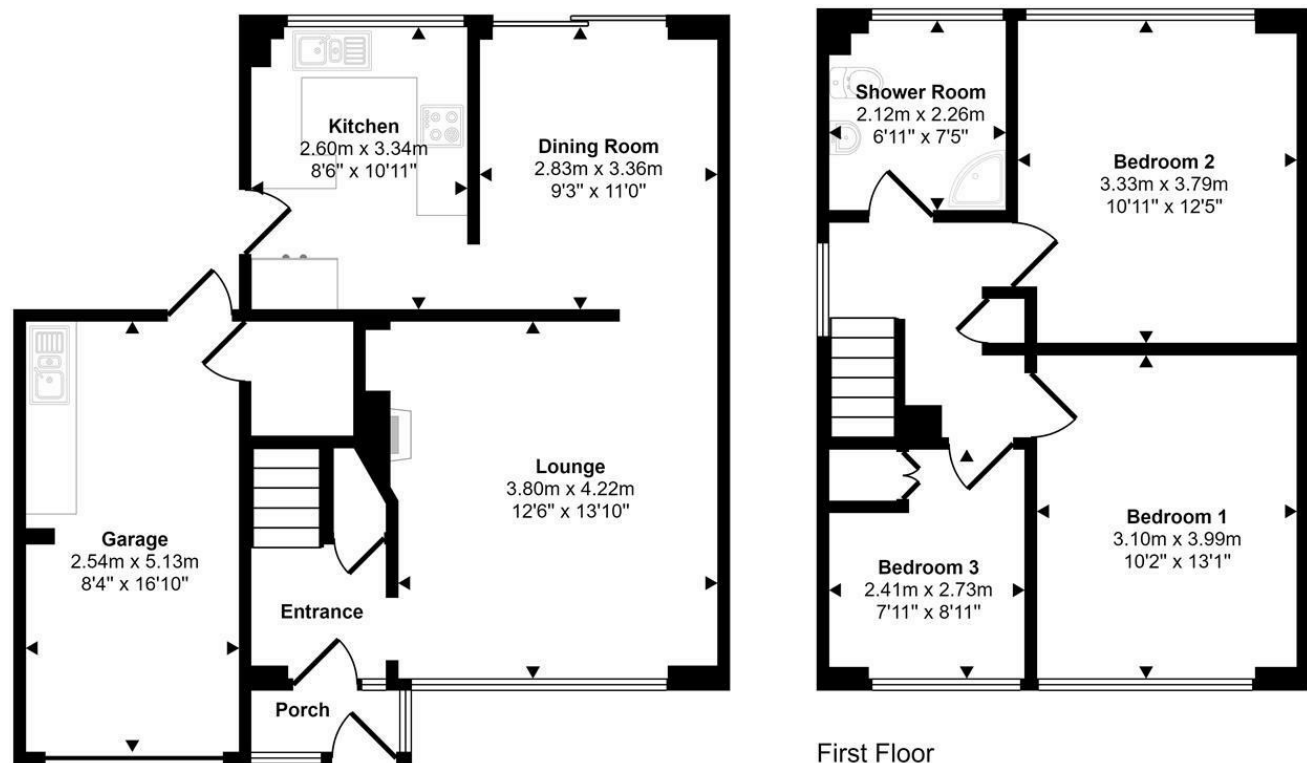 Kitchen
2.60m x 3.34m
8'6" x 10'11"
Dining Room
2.83m x 3.36m
9'3" x 11'0"
Lounge
3.80m x 4.22m
12'6" x 13'10"
Garage
2.54m x 5.13m
8'4" x 16'10"
Entrance
Porch
Shower Room
2.12m x 2.26m
6'11" x 7'5"
Bedroom 2
3.33m x 3.79m
10'11" x 12'5"
Bedroom 1
3.10m x 3.99m
10'2" x 13'1"
Bedroom 3
2.41m x 2.73m
7'11" x 8'11"
First Floor